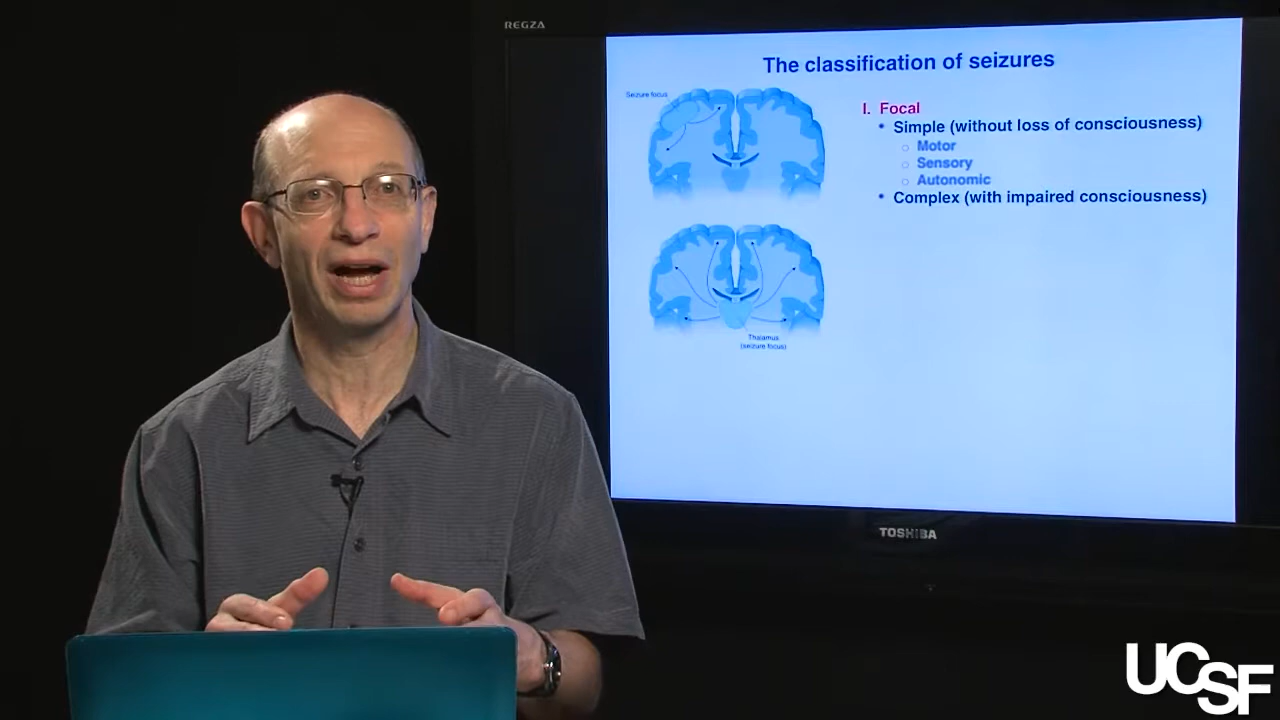 REGZA
The classification of seizures
Seizure focus
I. Focal
• Simple (without loss of consciousness)
○ Motor
○ Sensory
○ Autonomic
• Complex (with impaired consciousness)
Thalamus
(seizure focus)
TOSHIBA
UCSF